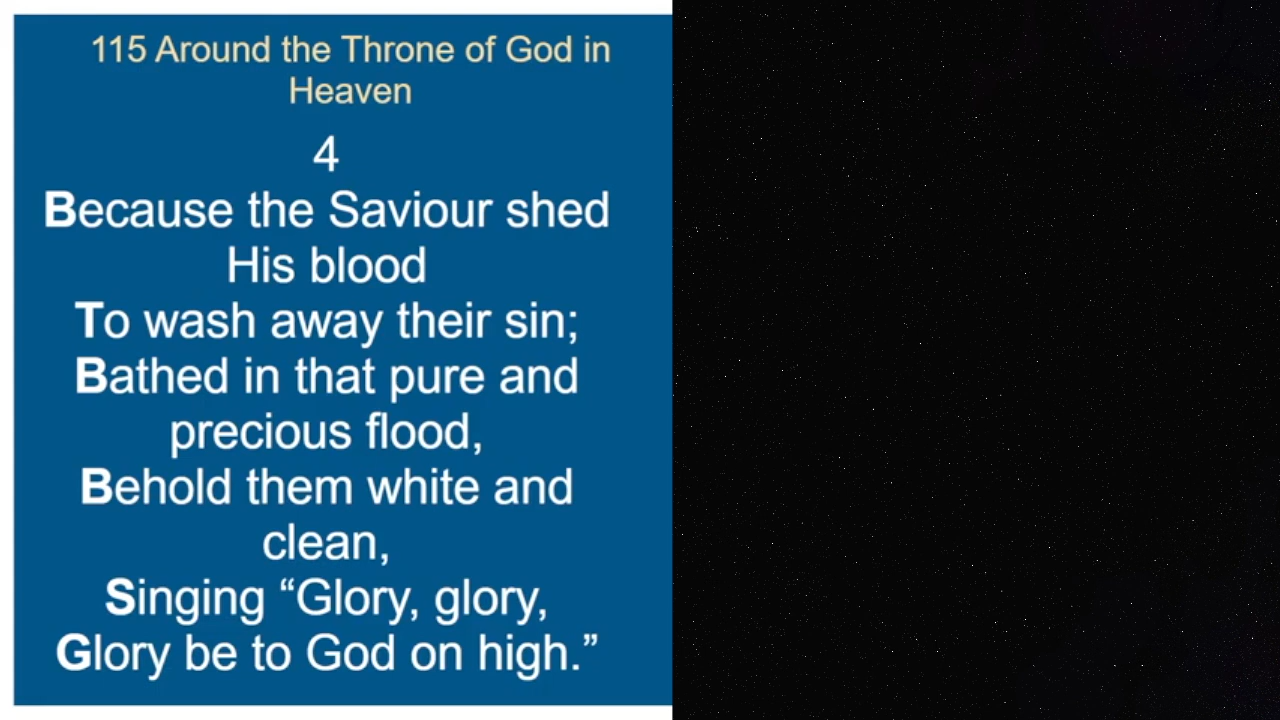 115 Around the Throne of God in
Heaven
4
Because the Saviour shed
His blood
To wash away their sin;
Bathed in that pure and
precious flood,
Behold them white and
clean,
Singing “Glory, glory,
Glory be to God on high.”